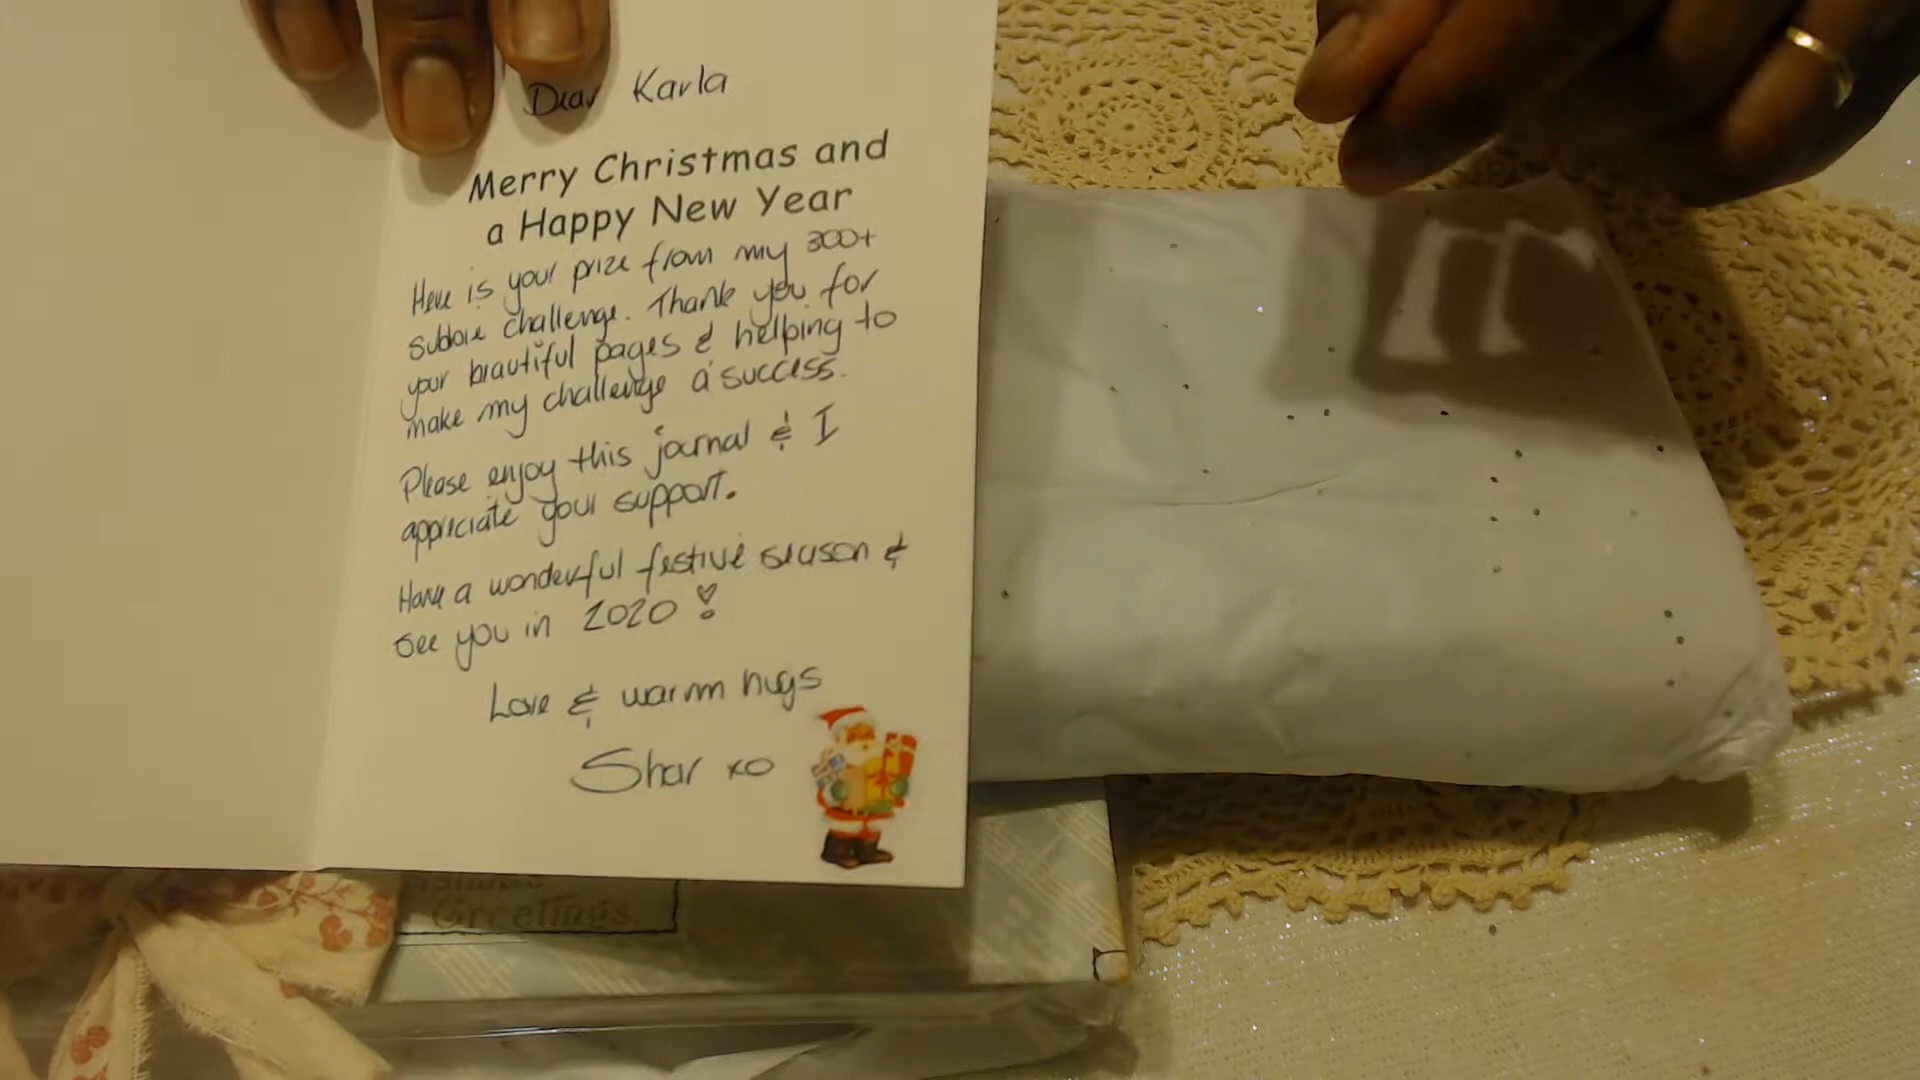 Dear Karla
Merry Christmas and
a Happy New Year
Here is your prize from my 300+
subbie challenge. Thank you for
your beautiful pages & helping to
make my challenge a success.
Please enjoy this journal & I
appreciate your support.
Have a wonderful festive season &
see you in 2020
Love & warm hugs
Shar xo
Greetings